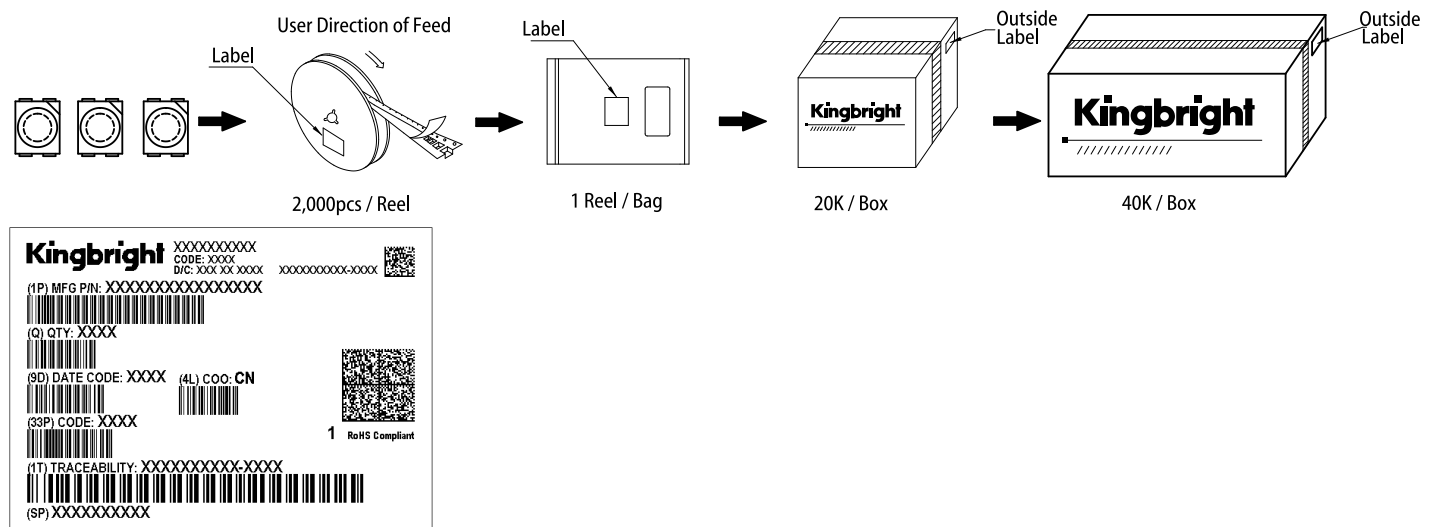 User Direction of Feed
Label
Label
Outside
Label
Outside
Label
Kingbright
Kingbright
2,000pcs / Reel
1 Reel / Bag
20K / Box
40K / Box
Kingbright
XXXXXXXXXX
CODE: XXXX
D/C: XXX XX XXXX XXXXXXXXXX-XXXX
(1P) MFG P/N: XXXXXXXXXXXXXXXX
(Q) QTY: XXXX
(9D) DATE CODE: XXXX (4L) COO: CN
(33P) CODE: XXXX
1 RoHS Compliant
(1T) TRACEABILITY: XXXXXXXXXX-XXXX
(SP) XXXXXXXXXX